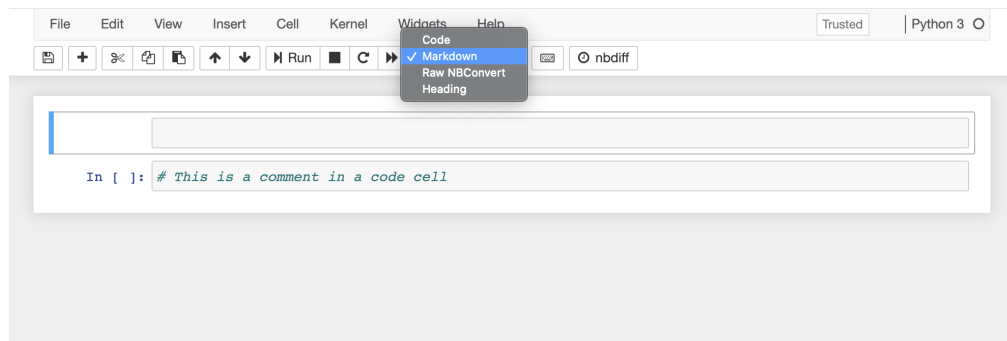 File Edit View Insert Cell Kernel Widgets Help Trusted Python 3
Run nbdiff
Code
✓ Markdown
Raw NBConvert
Heading
In [ ]: # This is a comment in a code cell